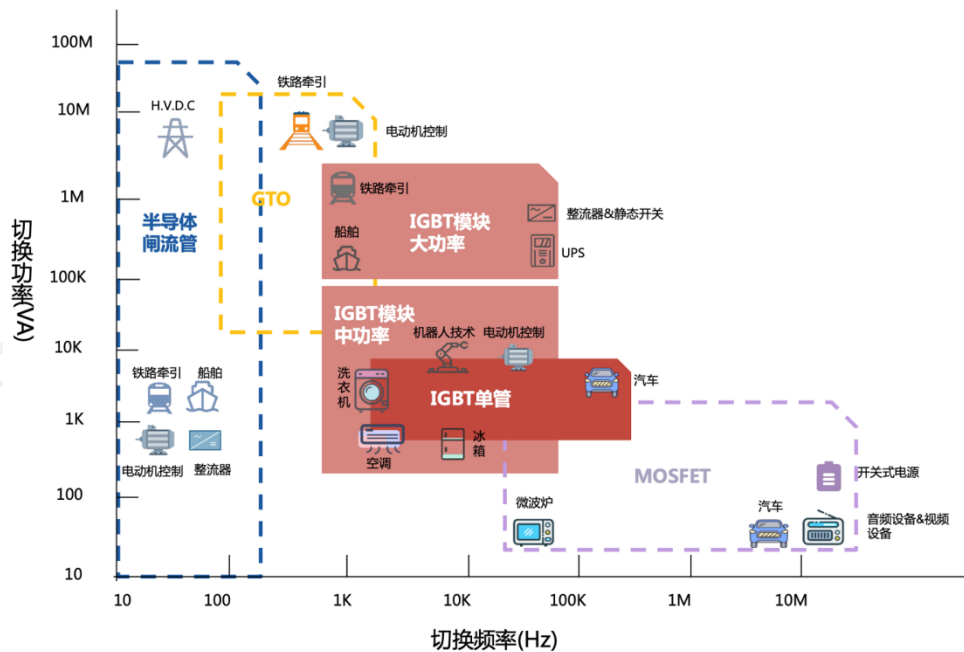 100M
10M
1M
100K
10K
1K
100
10
切换功率(VA)
10
100
1K
10K
100K
1M
10M
切换频率(Hz)
H.V.D.C
半导体
闸流管
铁路牵引
船舶
电动机控制
整流器
铁路牵引
电动机控制
GTO
铁路牵引
船舶
IGBT模块
大功率
整流器&静态开关
UPS
IGBT模块
中功率
机器人技术
电动机控制
洗衣机
IGBT单管
汽车
空调
冰箱
MOSFET
微波炉
汽车
开关式电源
音频设备&视频
设备